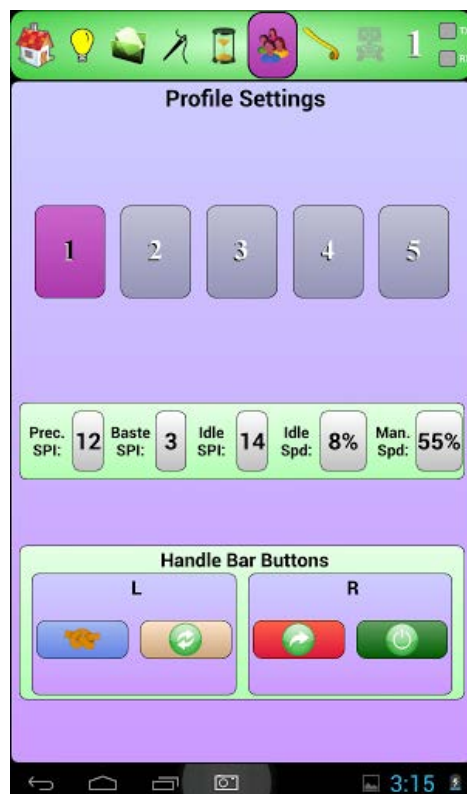 1
Profile Settings
1 2 3 4 5
Prec. SPI: 12 Baste SPI: 3 Idle SPI: 14 Idle Spd: 8% Man. Spd: 55%
Handle Bar Buttons
L R
3:15